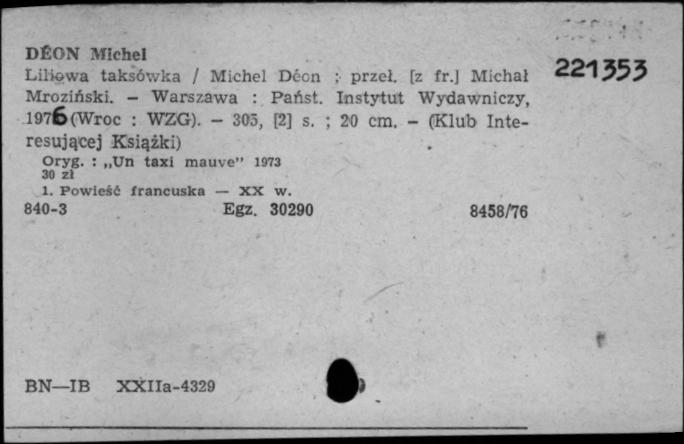 DÉON Michel
Liliowa taksówka / Michel Déon ; przeł. [z fr.] Michał
Mroziński. – Warszawa : Państ. Instytut Wydawniczy,
1976 (Wroc : WZG). – 305, [2] s. ; 20 cm. – (Klub Inte-
resującej Książki)
Oryg. : „Un taxi mauve” 1973
30 zł
1. Powieść francuska — XX w.
840-3 Egz. 30290 8458/76
221353
BN—IB XXIIa-4329